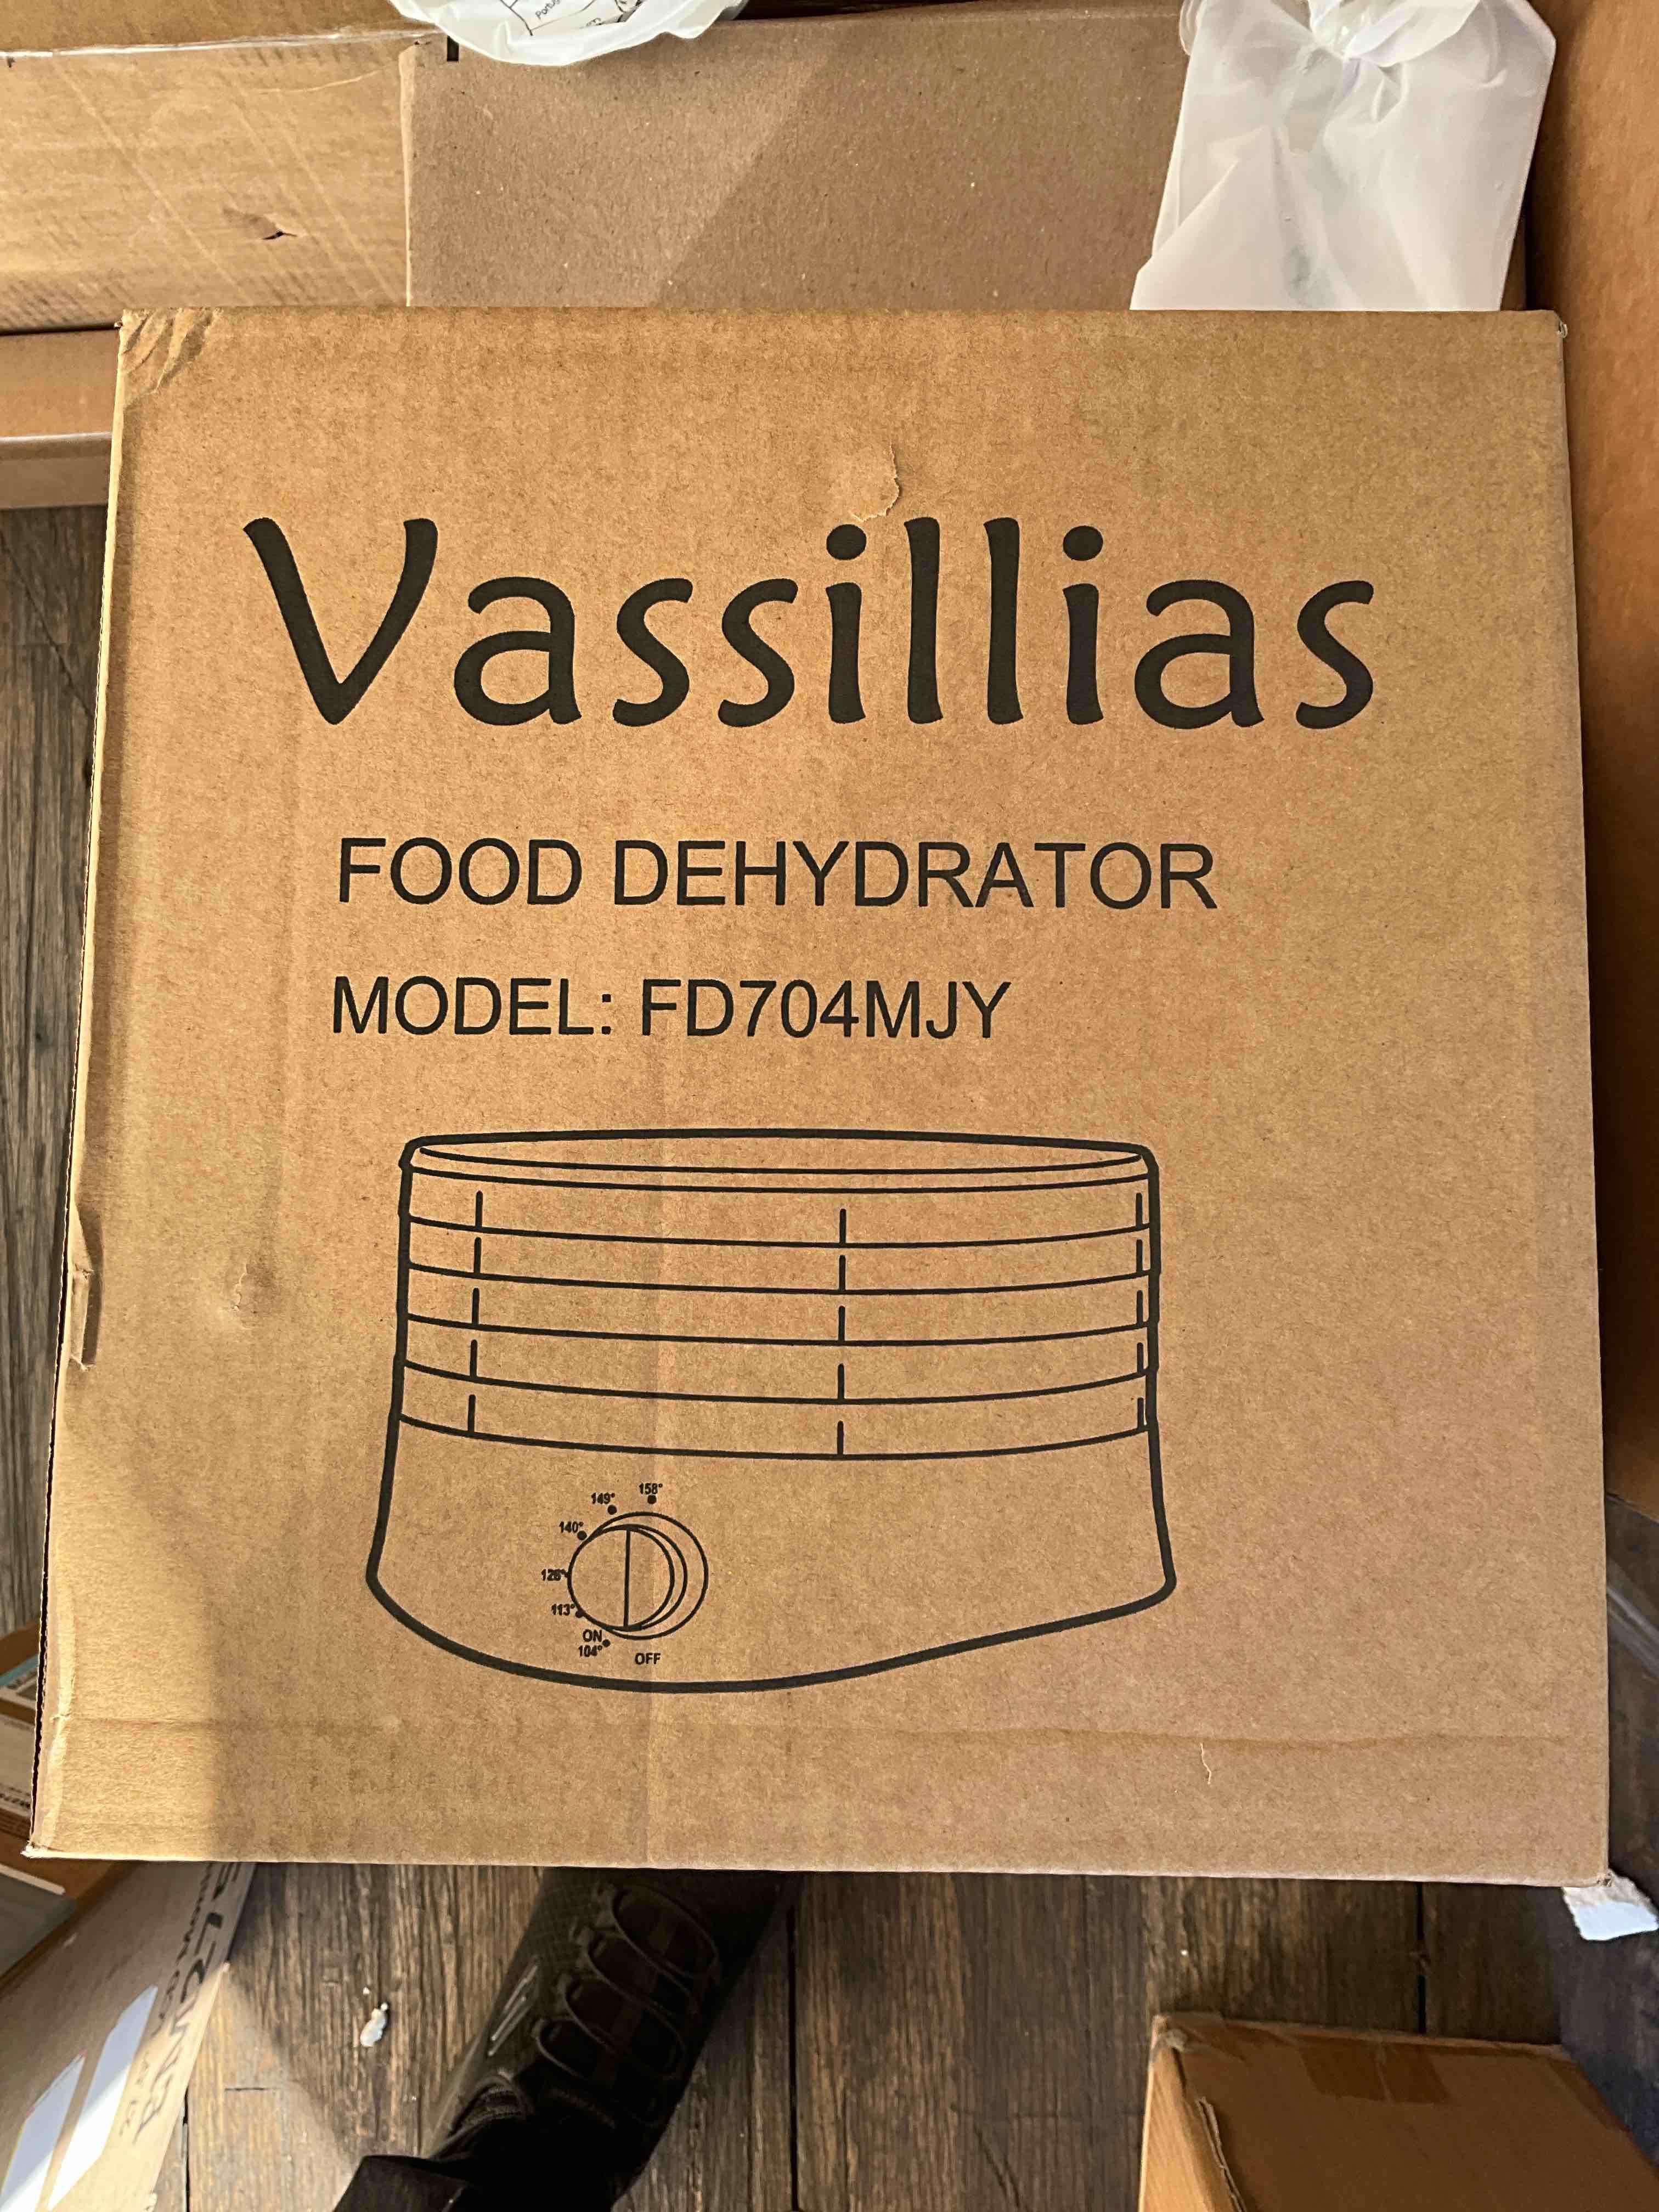 Vassillias
FOOD DEHYDRATOR
MODEL: FD704MJY
158°
149°
140°
126°
113°
ON
104°
OFF